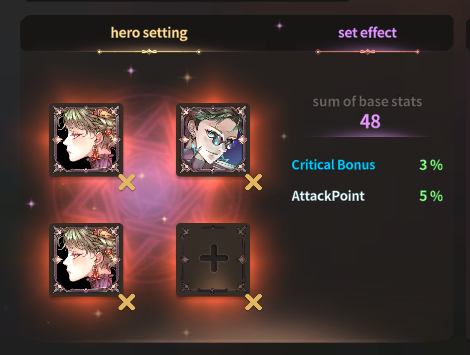 hero setting
set effect
sum of base stats
48
Critical Bonus 3 %
AttackPoint 5 %